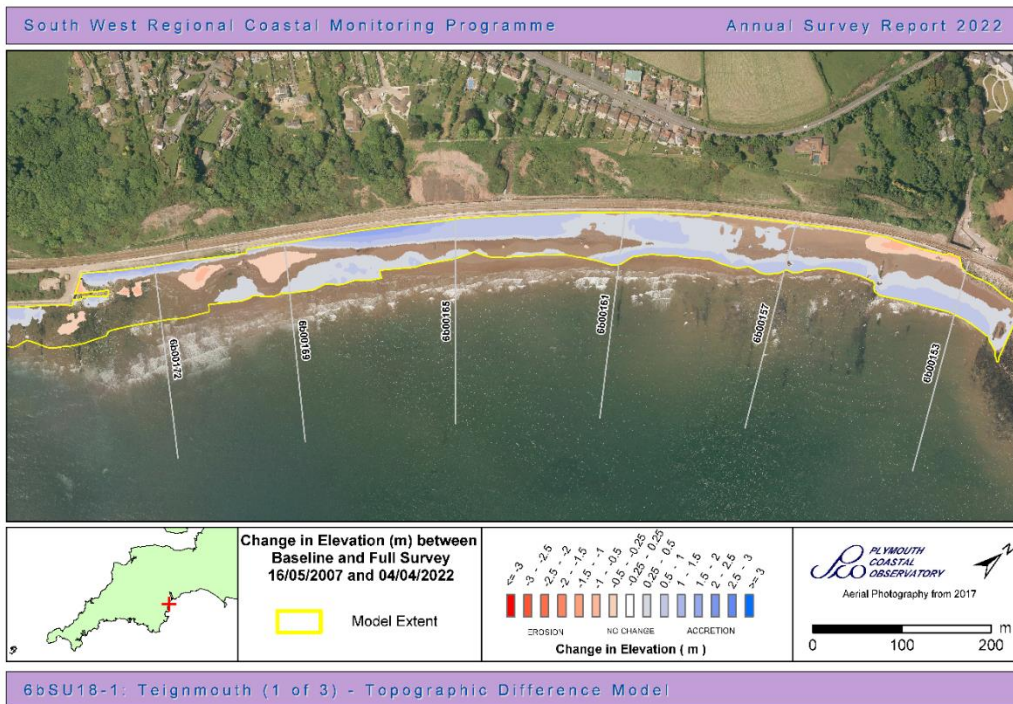 South West Regional Coastal Monitoring Programme Annual Survey Report 2022
6b00172
6b00169
6b00165
6b00161
6b00157
6b00153
Change in Elevation (m) between
Baseline and Full Survey
16/05/2007 and 04/04/2022
Model Extent
<= -3
-3 - -2.5
-2.5 - -2
-2 - -1.5
-1.5 - -1
-1 - -0.5
-0.5 - -0.25
-0.25 - 0.25
0.25 - 0.5
0.5 - 1
1 - 1.5
1.5 - 2
2 - 2.5
2.5 - 3
>= 3
EROSION NO CHANGE ACCRETION
Change in Elevation ( m )
PLYMOUTH
COASTAL
OBSERVATORY
N
Aerial Photography from 2017
m
0 100 200
6bSU18-1: Teignmouth (1 of 3) - Topographic Difference Model